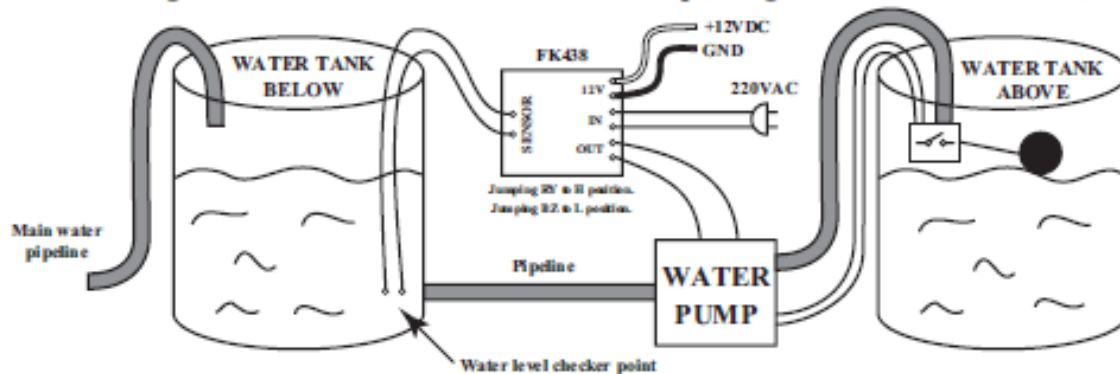 +12VDC
FK438
GND
WATER TANK
BELOW
12V
220VAC
WATER TANK
ABOVE
SENSOR
IN
OUT
Jumping RY to H position.
Jumping BZ to L position.
Main water
pipeline
Pipeline
WATER
PUMP
Water level checker point